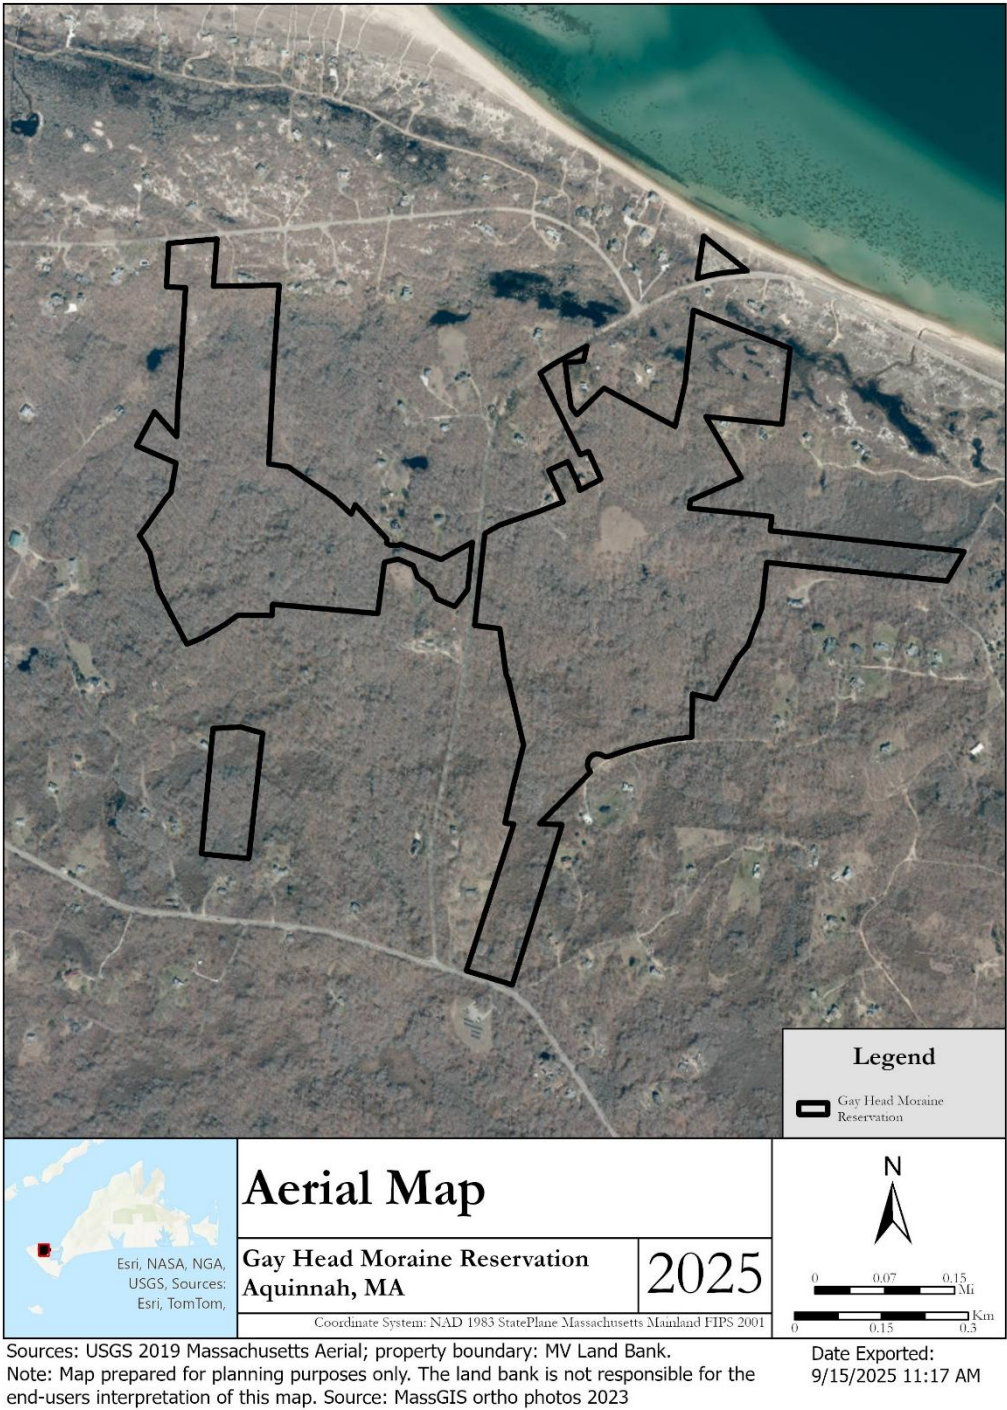 Legend
Gay Head Moraine
Reservation
Esri, NASA, NGA,
USGS, Sources:
Esri, TomTom,
Aerial Map
Gay Head Moraine Reservation
Aquinnah, MA
2025
Coordinate System: NAD 1983 StatePlane Massachusetts Mainland FIPS 2001
N
0 0.07 0.15
Mi
Km
0 0.15 0.3
Sources: USGS 2019 Massachusetts Aerial; property boundary: MV Land Bank.
Note: Map prepared for planning purposes only. The land bank is not responsible for the
end-users interpretation of this map. Source: MassGIS ortho photos 2023
Date Exported:
9/15/2025 11:17 AM